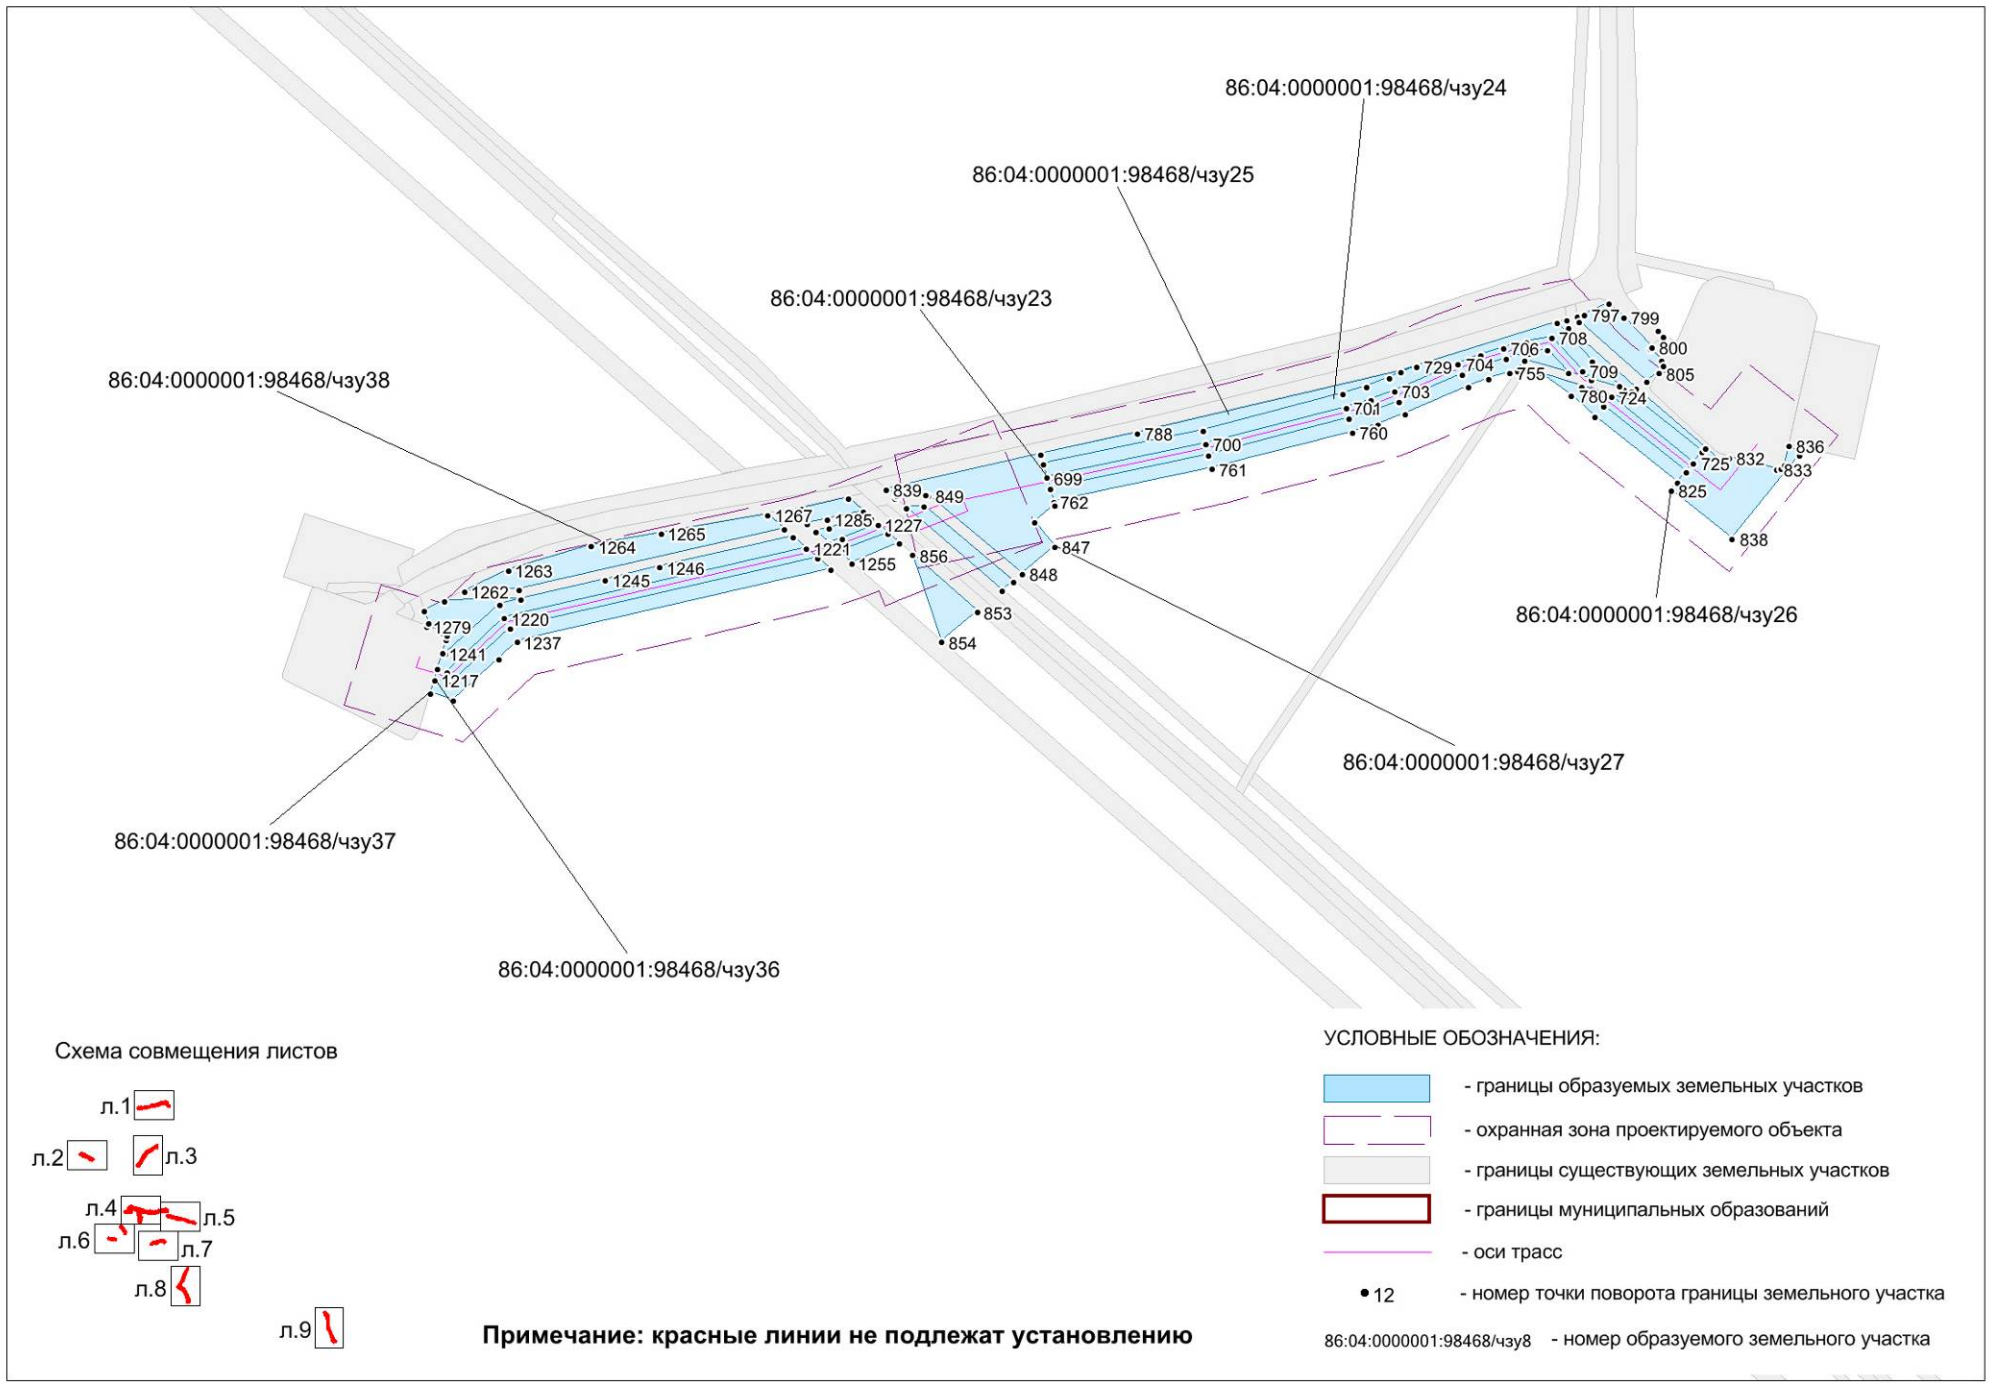 86:04:0000001:98468/чзу24
86:04:0000001:98468/чзу25
86:04:0000001:98468/чзу23
86:04:0000001:98468/чзу38
797
799
708
800
706
704
729
709
805
755
703
780
724
701
760
788
700
761
836
832
725
833
825
838
699
762
839
849
1267
1285
1227
1265
1264
1221
856
847
1255
1263
1246
1245
848
1262
1220
853
1279
1237
854
1241
1217
86:04:0000001:98468/чзу26
86:04:0000001:98468/чзу27
86:04:0000001:98468/чзу37
86:04:0000001:98468/чзу36
Схема совмещения листов
л.1
л.2
л.3
л.4
л.5
л.6
л.7
л.8
л.9
Примечание: красные линии не подлежат установлению
УСЛОВНЫЕ ОБОЗНАЧЕНИЯ:
- границы образуемых земельных участков
- охранная зона проектируемого объекта
- границы существующих земельных участков
- границы муниципальных образований
- оси трасс
12 - номер точки поворота границы земельного участка
86:04:0000001:98468/чзу8 - номер образуемого земельного участка